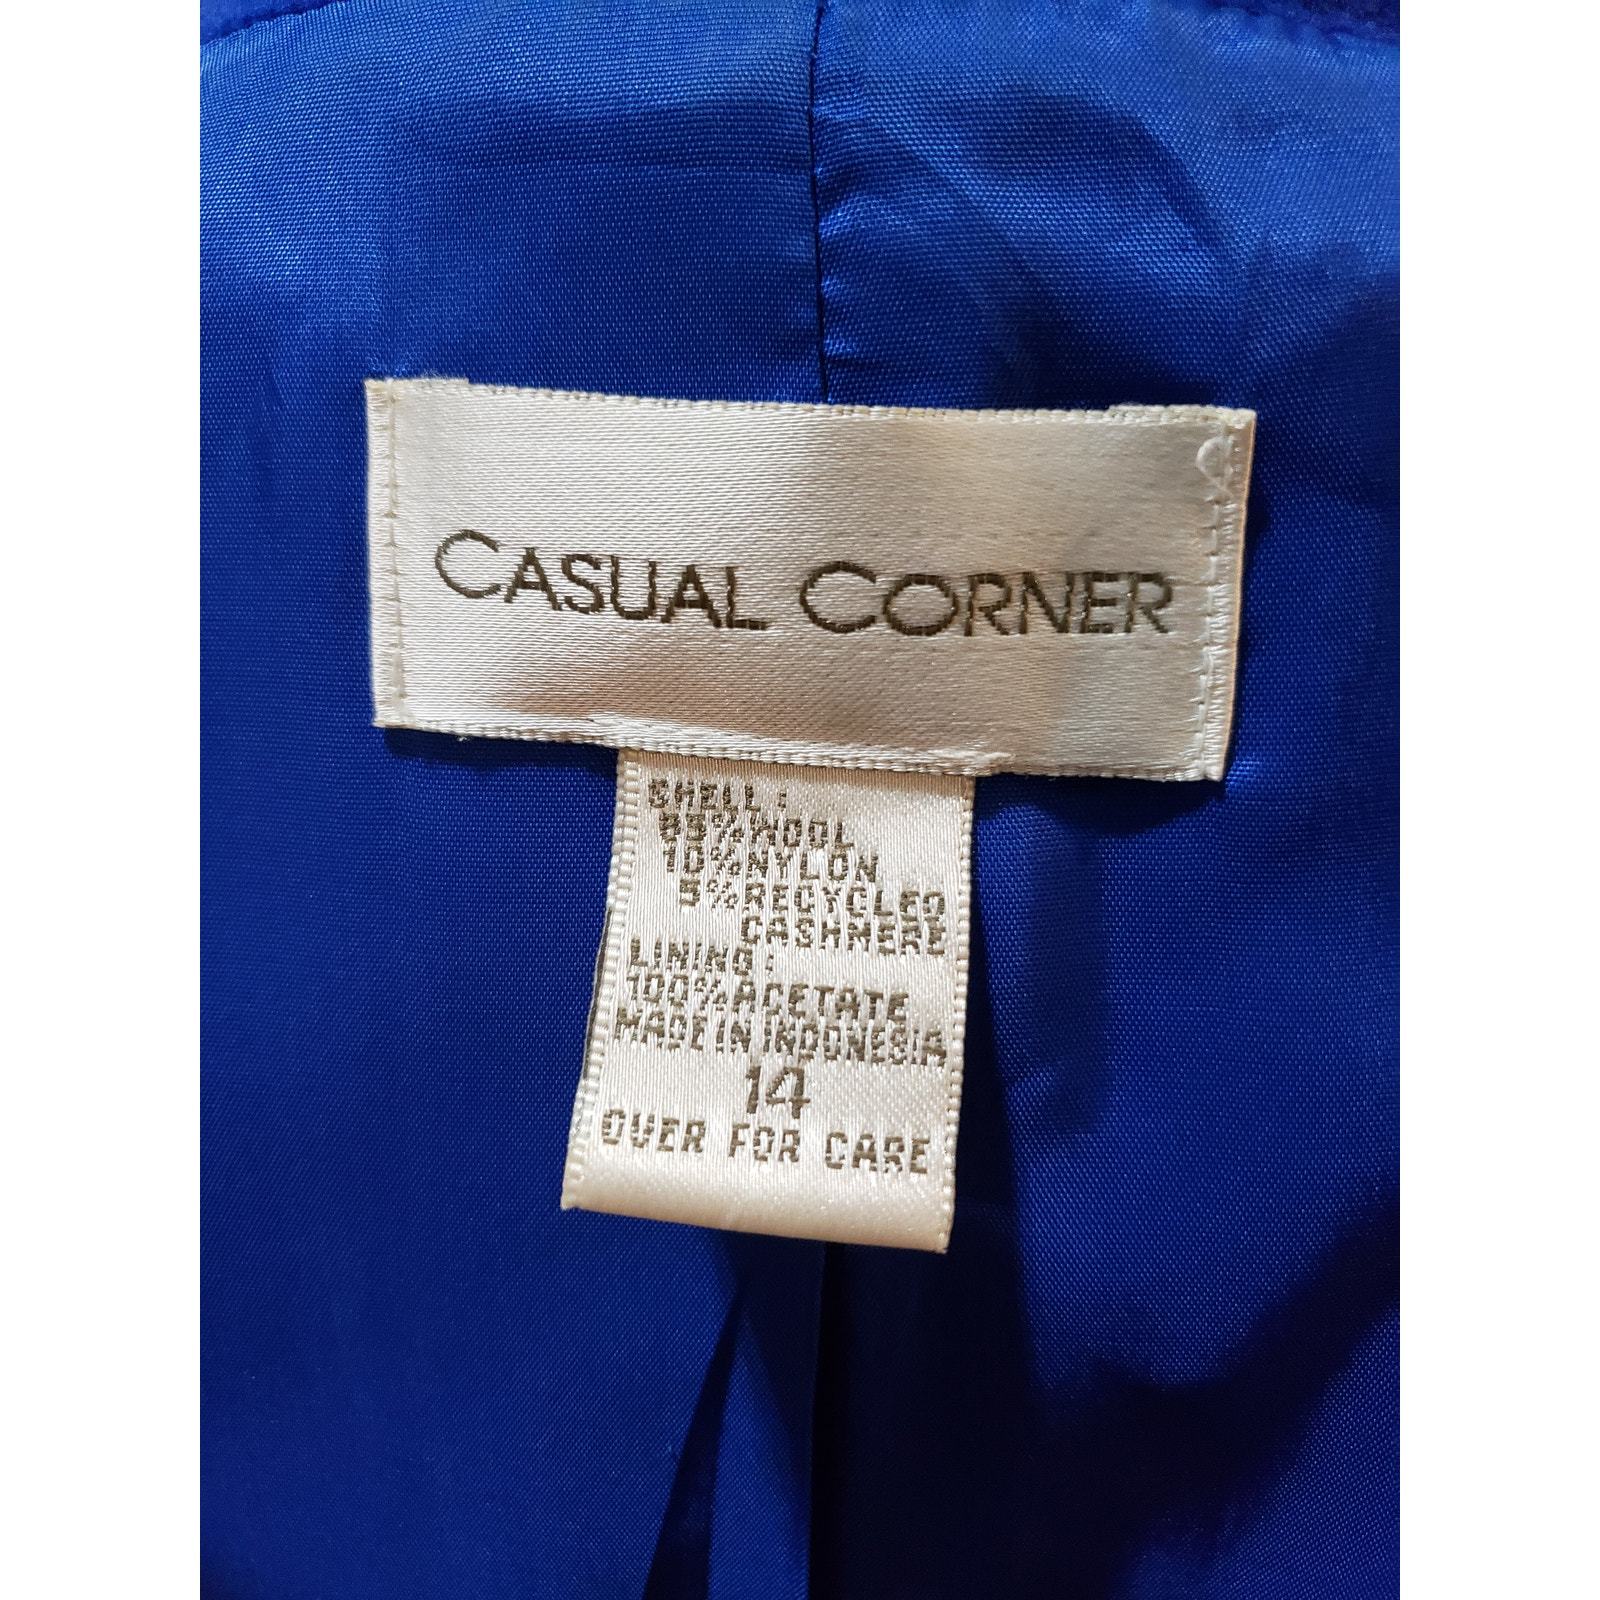 CASUAL CORNER
SHELL:
85%WOOL
10%NYLON
5%RECYCLED
CASHMERE
LINING:
100%ACETATE
MADE IN INDONESIA
14
OVER FOR CARE